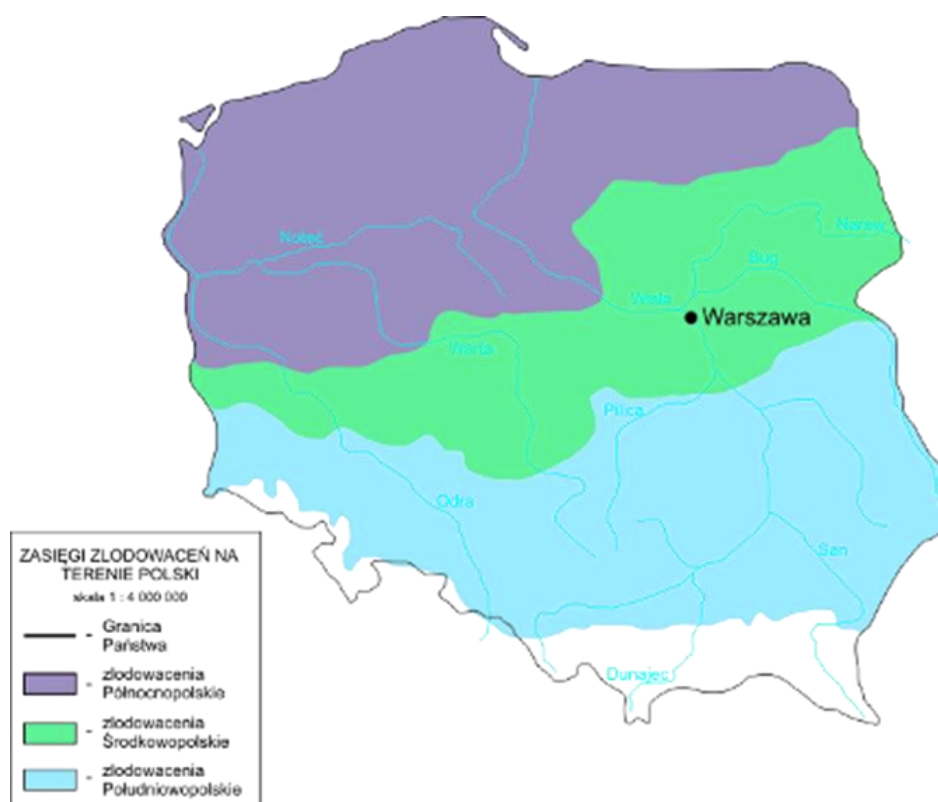 Noteć
Narew
Bug
Wisła
Warszawa
Warta
Pilica
Odra
San
Dunajec
ZASIĘGI ZLODOWACEŃ NA
TERENIE POLSKI
skala 1 : 4 000 000
- Granica
Państwa
- zlodowacenia
Północnopolskie
- zlodowacenia
Środkowopolskie
- zlodowacenia
Południowopolskie